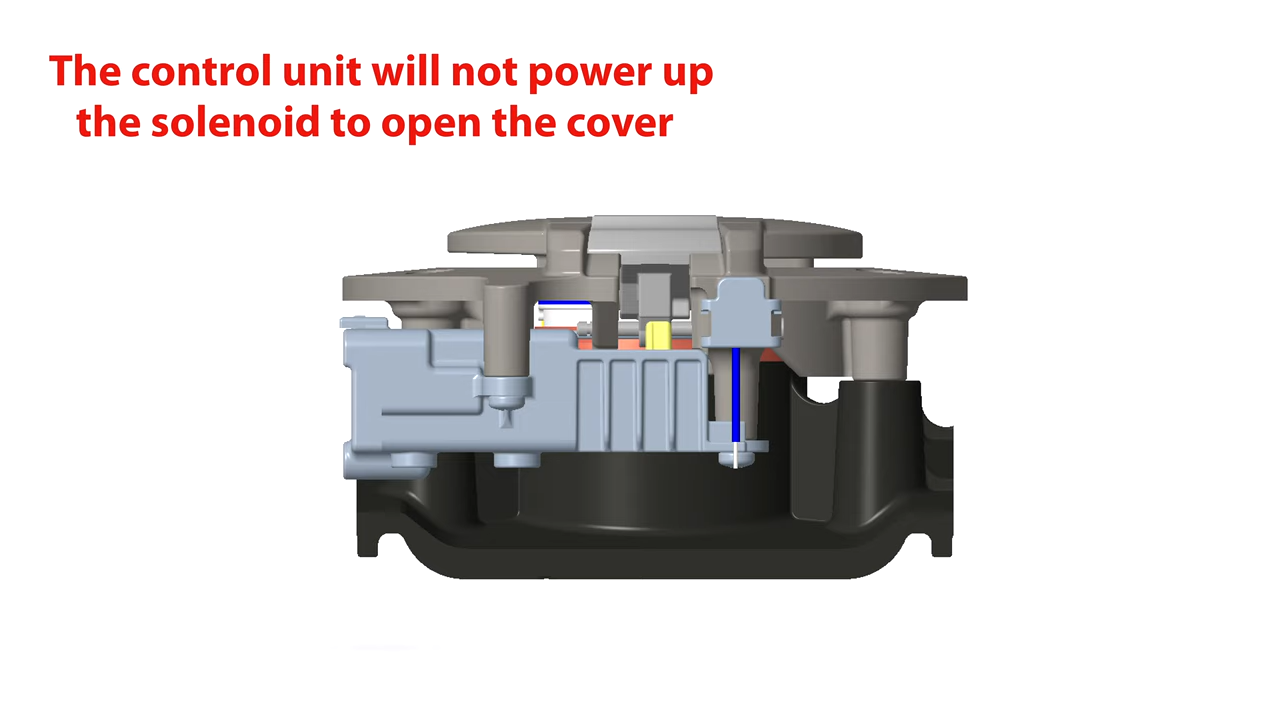 The control unit will not power up
the solenoid to open the cover